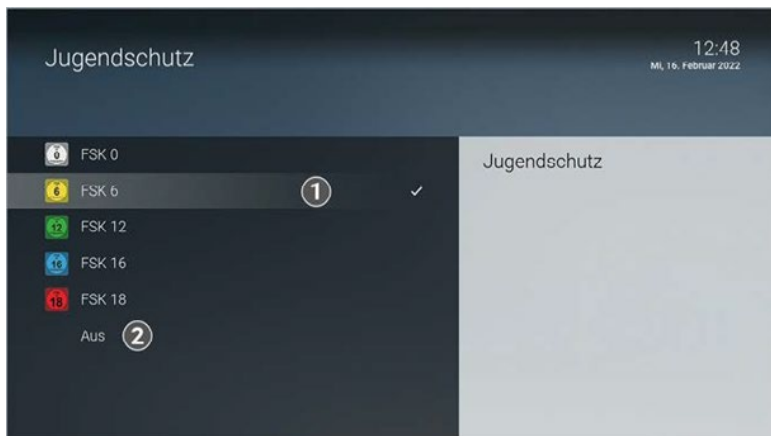 Jugendschutz
12:48
Mi, 16. Februar 2022
0 FSK 0
Jugendschutz
6 FSK 6 1
12 FSK 12
16 FSK 16
18 FSK 18
Aus 2